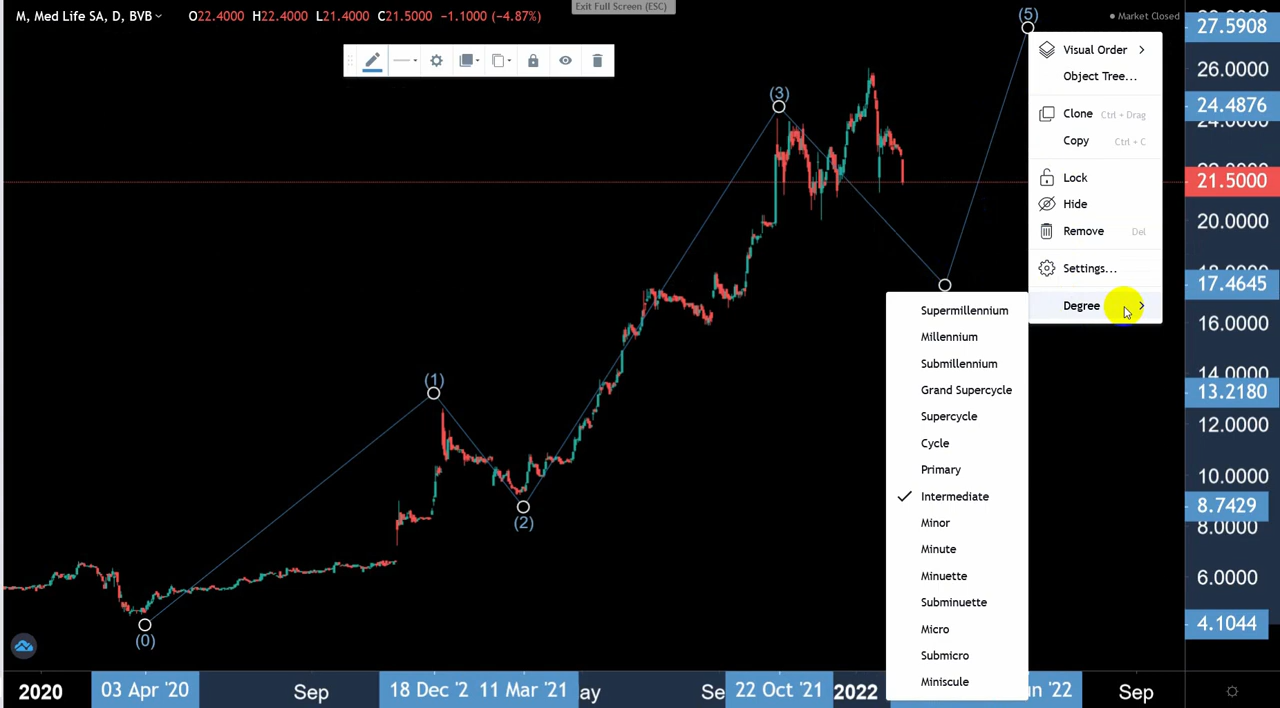 M, Med Life SA, D, BVB
O22.4000 H22.4000 L21.4000 C21.5000 −1.1000 (−4.87%)
Exit Full Screen (ESC)
Market Closed
(5)
(3)
(1)
(2)
(0)
Visual Order
Object Tree...
Clone Ctrl + Drag
Copy Ctrl + C
Lock
Hide
Remove Del
Settings...
Degree
Supermillennium
Millennium
Submillennium
Grand Supercycle
Supercycle
Cycle
Primary
Intermediate
Minor
Minute
Minuette
Subminuette
Micro
Submicro
Miniscule
27.5908
26.0000
24.4876
24.0000
21.5000
20.0000
17.4645
16.0000
14.0000
13.2180
12.0000
10.0000
8.7429
8.0000
6.0000
4.1044
2020
03 Apr '20
Sep
18 Dec '2
11 Mar '21
ay
Se
22 Oct '21
2022
un '22
Sep